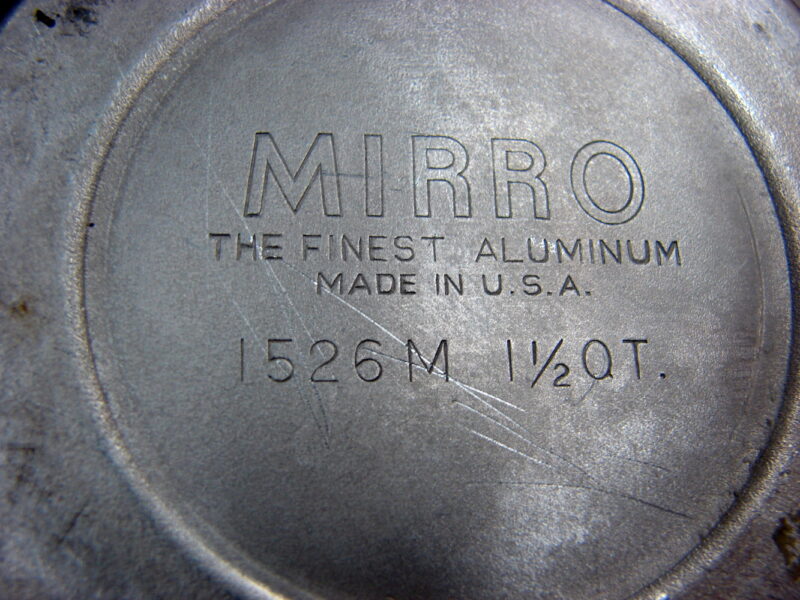 MIRRO
THE FINEST ALUMINUM
MADE IN U.S.A.
1526M 1½QT.